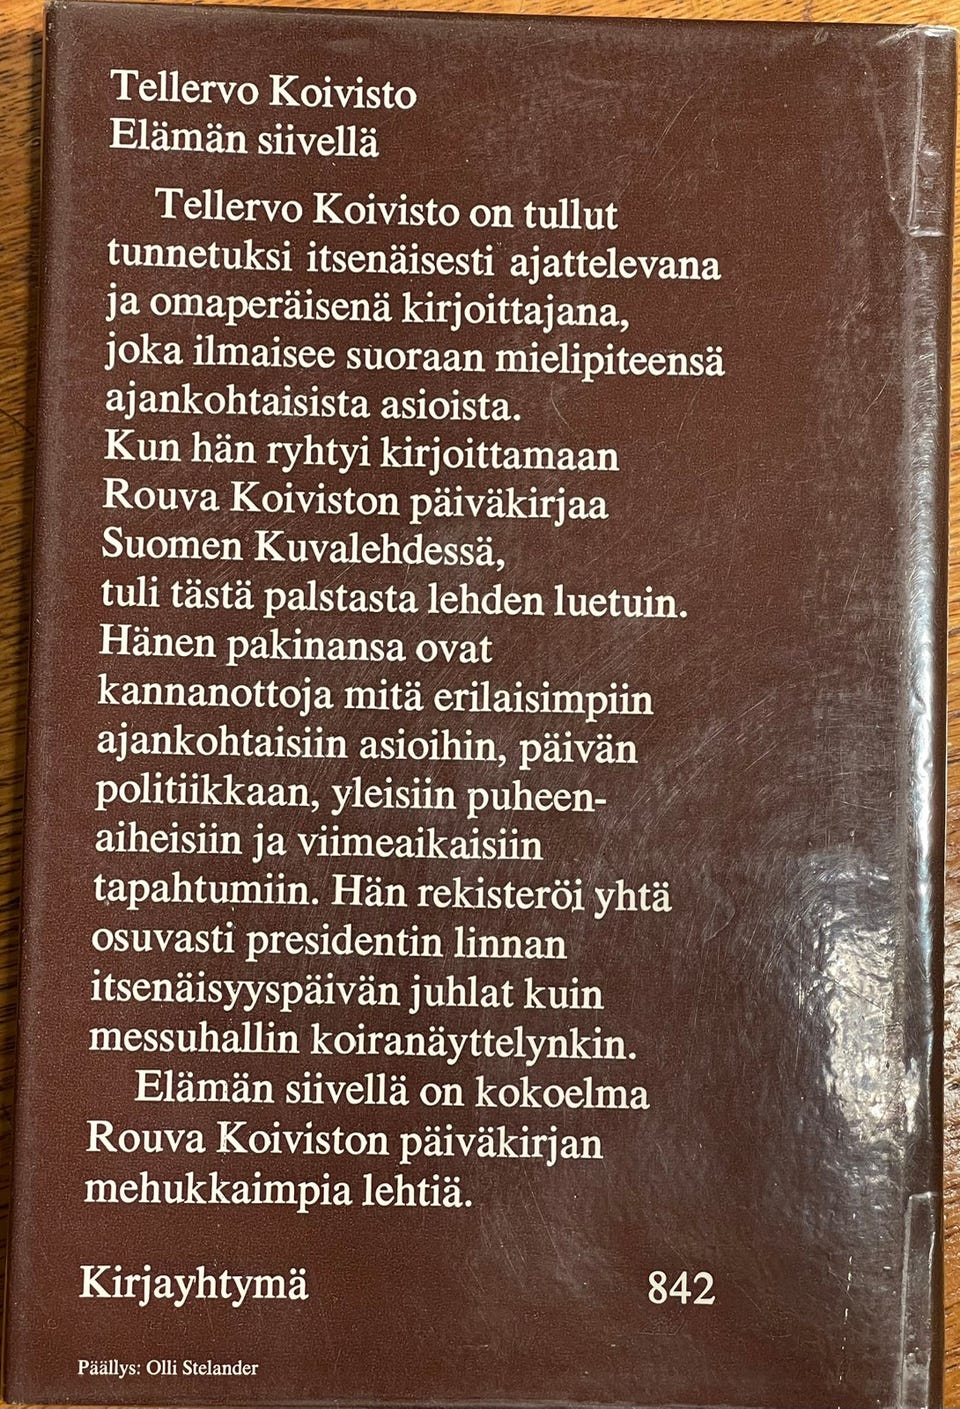 Tellervo Koivisto
Elämän siivellä
Tellervo Koivisto on tullut
tunnetuksi itsenäisesti ajattelevana
ja omaperäisenä kirjoittajana,
joka ilmaisee suoraan mielipiteensä
ajankohtaisista asioista.
Kun hän ryhtyi kirjoittamaan
Rouva Koiviston päiväkirjaa
Suomen Kuvalehdessä,
tuli tästä palstasta lehden luetuin.
Hänen pakinansa ovat
kannanottoja mitä erilaisimpiin
ajankohtaisiin asioihin, päivän
politiikkaan, yleisiin puheen-
aiheisiin ja viimeaikaisiin
tapahtumiin. Hän rekisteröi yhtä
osuvasti presidentin linnan
itsenäisyyspäivän juhlat kuin
messuhallin koiranäyttelynkin.
Elämän siivellä on kokoelma
Rouva Koiviston päiväkirjan
mehukkaimpia lehtiä.
Kirjayhtymä 842
Päällys: Olli Stelander